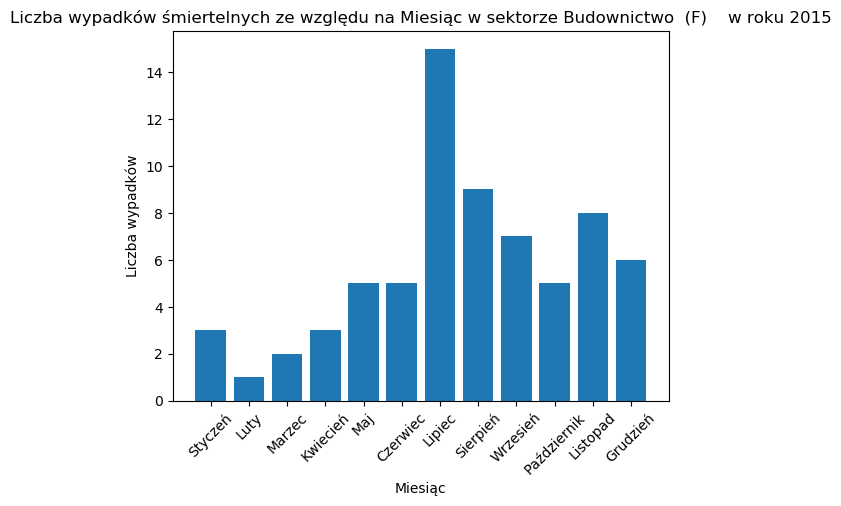 Liczba wypadków śmiertelnych ze względu na Miesiąc w sektorze Budownictwo  (F)    w roku 2015
14
12
10
8
6
4
2
0
Liczba wypadków
Styczeń
Luty
Marzec
Kwiecień
Maj
Czerwiec
Lipiec
Sierpień
Wrzesień
Październik
Listopad
Grudzień
Miesiąc